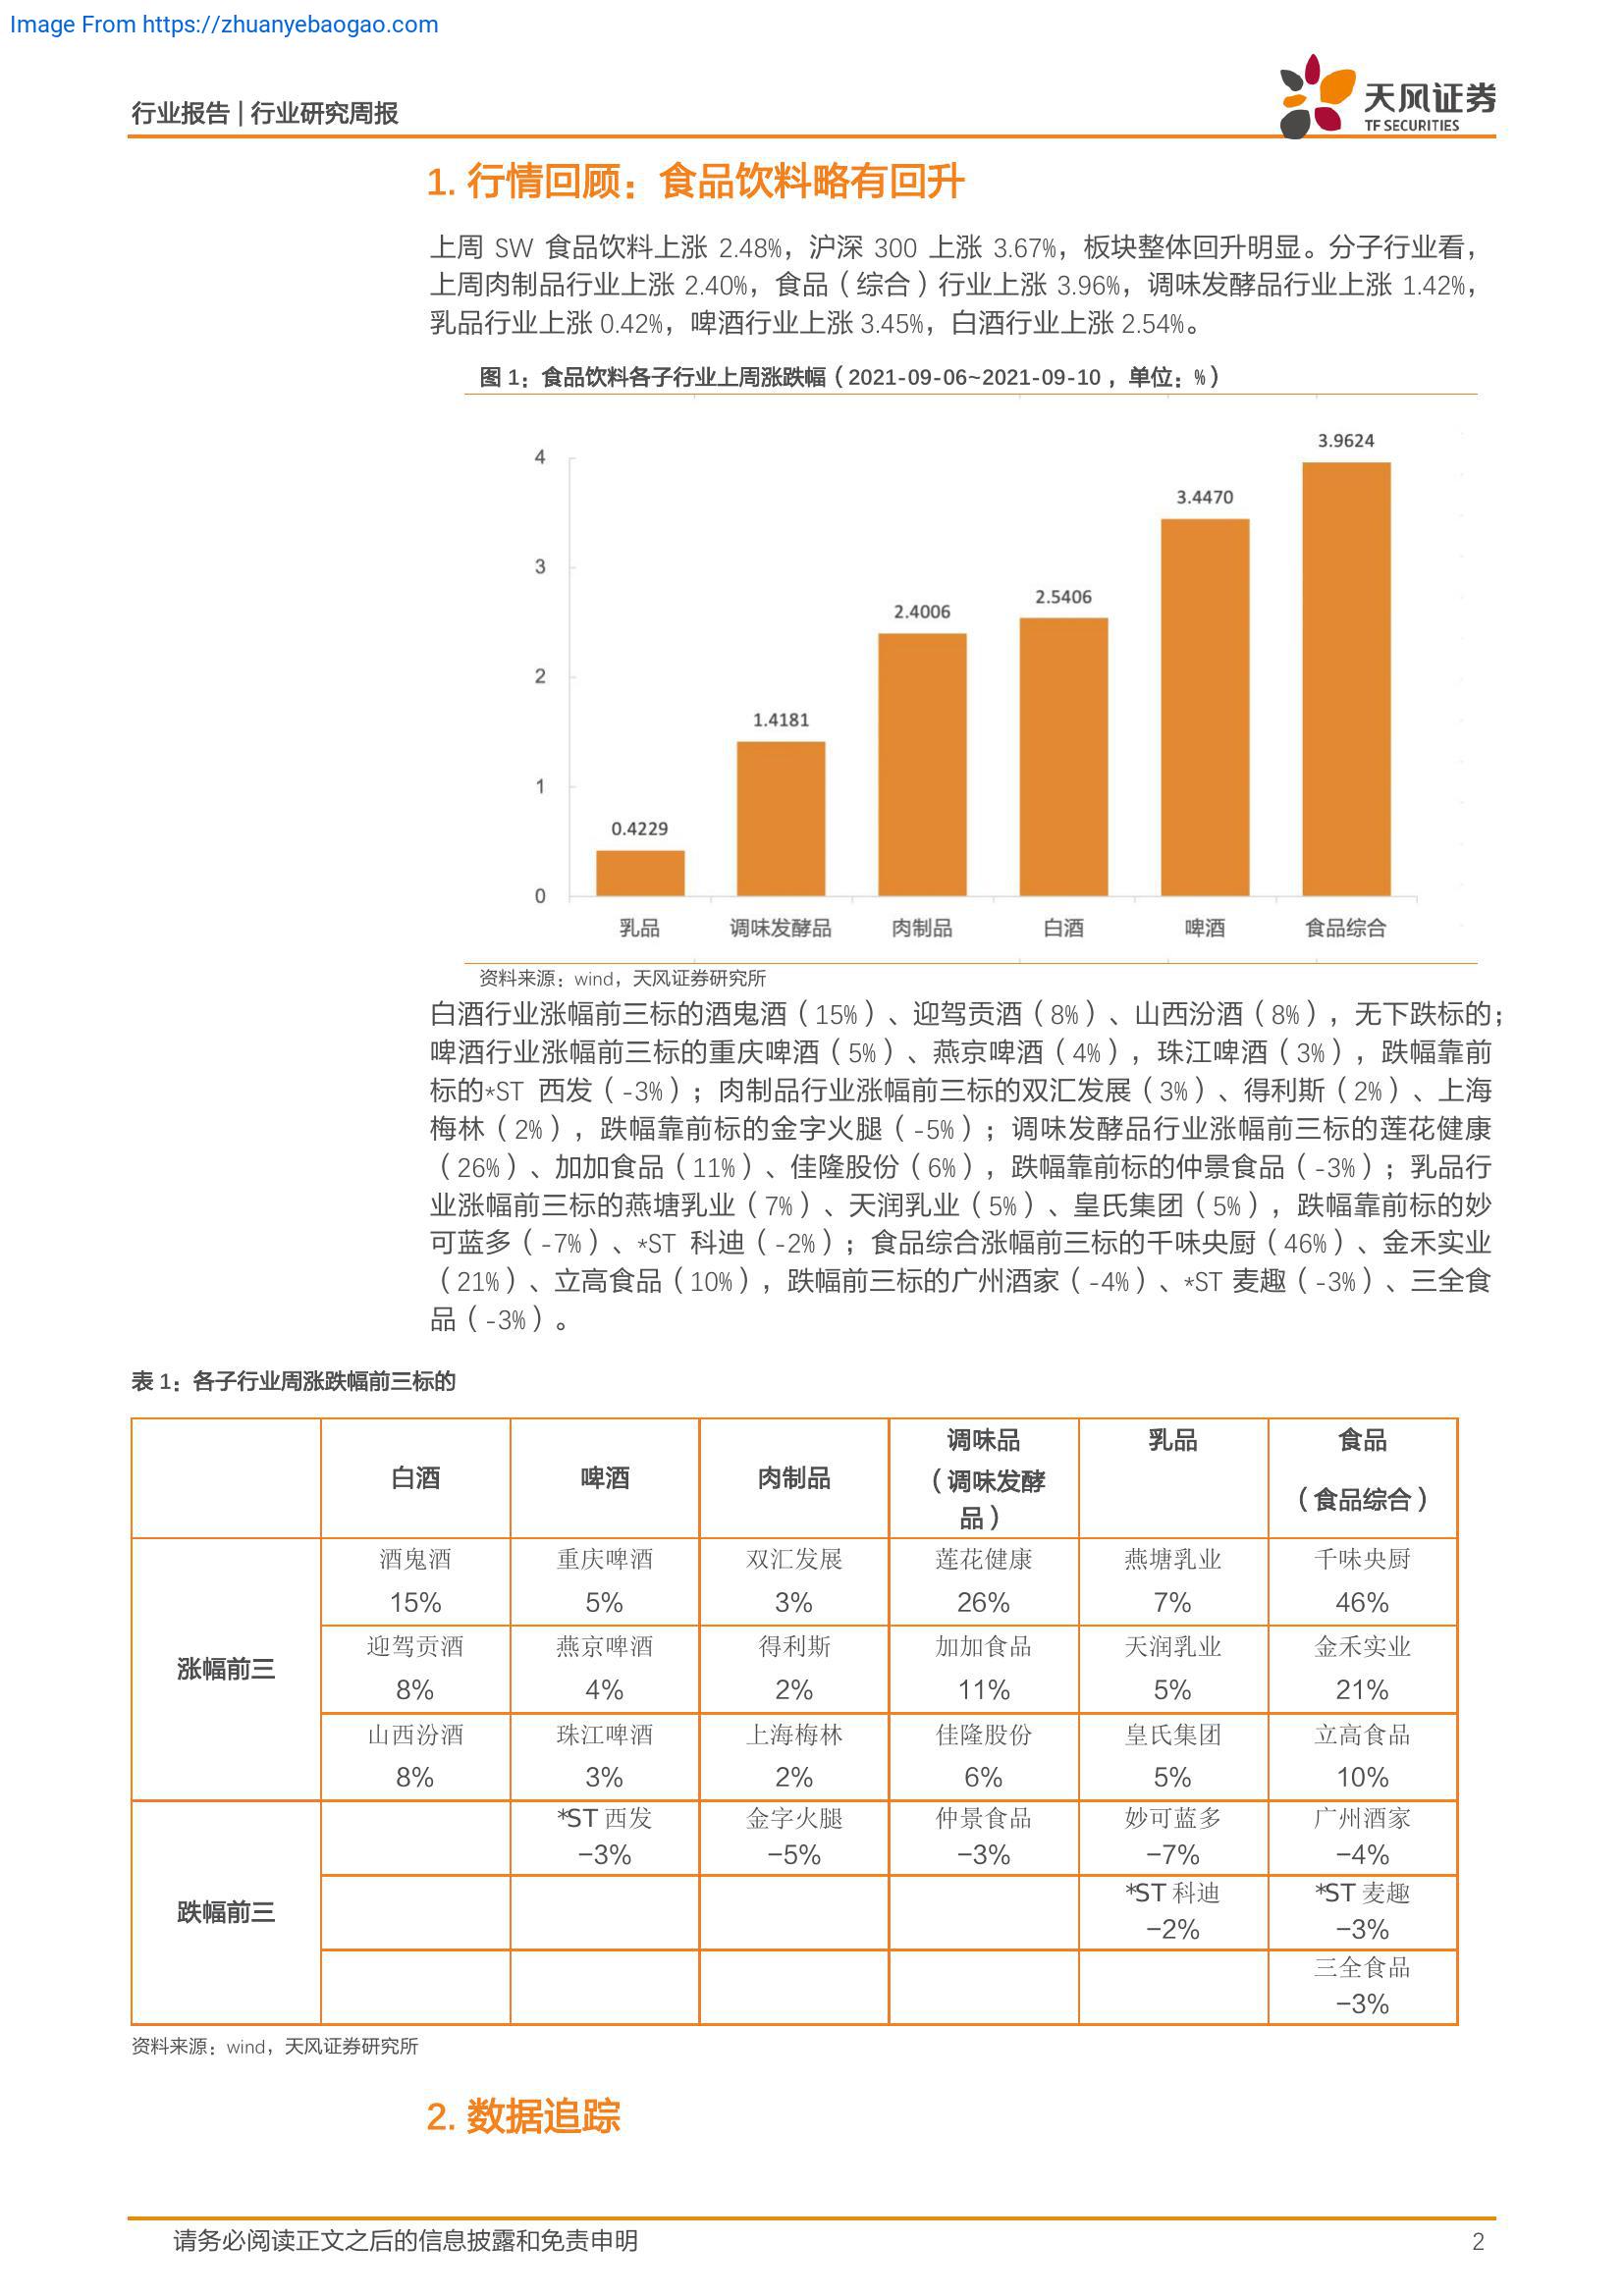 Image From https://zhuanyebaogao.com
行业报告 | 行业研究周报
天风证券
TF SECURITIES
1. 行情回顾：食品饮料略有回升
上周 SW 食品饮料上涨 2.48%，沪深 300 上涨 3.67%，板块整体回升明显。分子行业看，
上周肉制品行业上涨 2.40%，食品（综合）行业上涨 3.96%，调味发酵品行业上涨 1.42%，
乳品行业上涨 0.42%，啤酒行业上涨 3.45%，白酒行业上涨 2.54%。
图 1：食品饮料各子行业上周涨跌幅（2021-09-06~2021-09-10 ，单位：%）
4
3
2
1
0
0.4229
1.4181
2.4006
2.5406
3.4470
3.9624
乳品 调味发酵品 肉制品 白酒 啤酒 食品综合
资料来源：wind，天风证券研究所
白酒行业涨幅前三标的酒鬼酒（15%）、迎驾贡酒（8%）、山西汾酒（8%），无下跌标的；
啤酒行业涨幅前三标的重庆啤酒（5%）、燕京啤酒（4%），珠江啤酒（3%），跌幅靠前
标的*ST 西发（-3%）；肉制品行业涨幅前三标的双汇发展（3%）、得利斯（2%）、上海
梅林（2%），跌幅靠前标的金字火腿（-5%）；调味发酵品行业涨幅前三标的莲花健康
（26%）、加加食品（11%）、佳隆股份（6%），跌幅靠前标的仲景食品（-3%）；乳品行
业涨幅前三标的燕塘乳业（7%）、天润乳业（5%）、皇氏集团（5%），跌幅靠前标的妙
可蓝多（-7%）、*ST 科迪（-2%）；食品综合涨幅前三标的千味央厨（46%）、金禾实业
（21%）、立高食品（10%），跌幅前三标的广州酒家（-4%）、*ST 麦趣（-3%）、三全食
品（-3%）。
表 1：各子行业周涨跌幅前三标的
白酒 啤酒 肉制品 调味品 乳品 食品
（调味发酵 （食品综合）
品）
涨幅前三
酒鬼酒 重庆啤酒 双汇发展 莲花健康 燕塘乳业 千味央厨
15% 5% 3% 26% 7% 46%
迎驾贡酒 燕京啤酒 得利斯 加加食品 天润乳业 金禾实业
8% 4% 2% 11% 5% 21%
山西汾酒 珠江啤酒 上海梅林 佳隆股份 皇氏集团 立高食品
8% 3% 2% 6% 5% 10%
跌幅前三
*ST 西发 金字火腿 仲景食品 妙可蓝多 广州酒家
-3% -5% -3% -7% -4%
*ST 科迪 *ST 麦趣
-2% -3%
三全食品
-3%
资料来源：wind，天风证券研究所
2. 数据追踪
请务必阅读正文之后的信息披露和免责申明 2